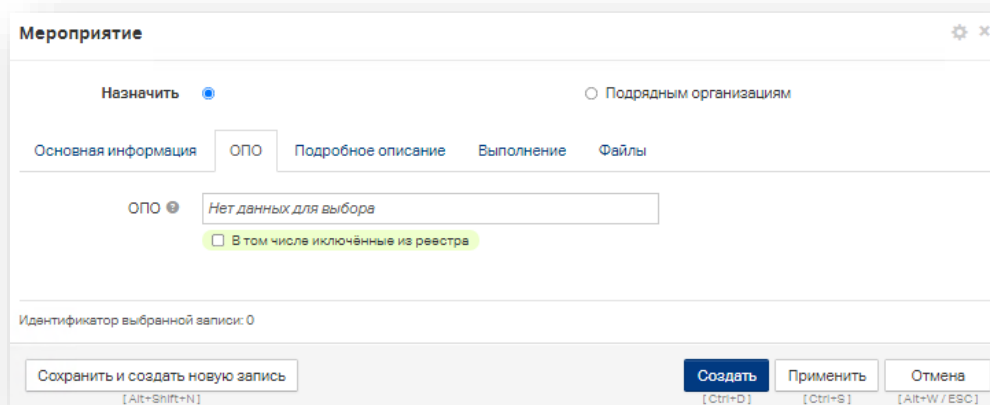 Мероприятие
Назначить
Подрядным организациям
Основная информация ОПО Подробное описание Выполнение Файлы
ОПО Нет данных для выбора
В том числе иключённые из реестра
Идентификатор выбранной записи: 0
Сохранить и создать новую запись Создать Применить Отмена
[Alt+Shift+N] [Ctrl+D] [Ctrl+S] [Alt+W / ESC]